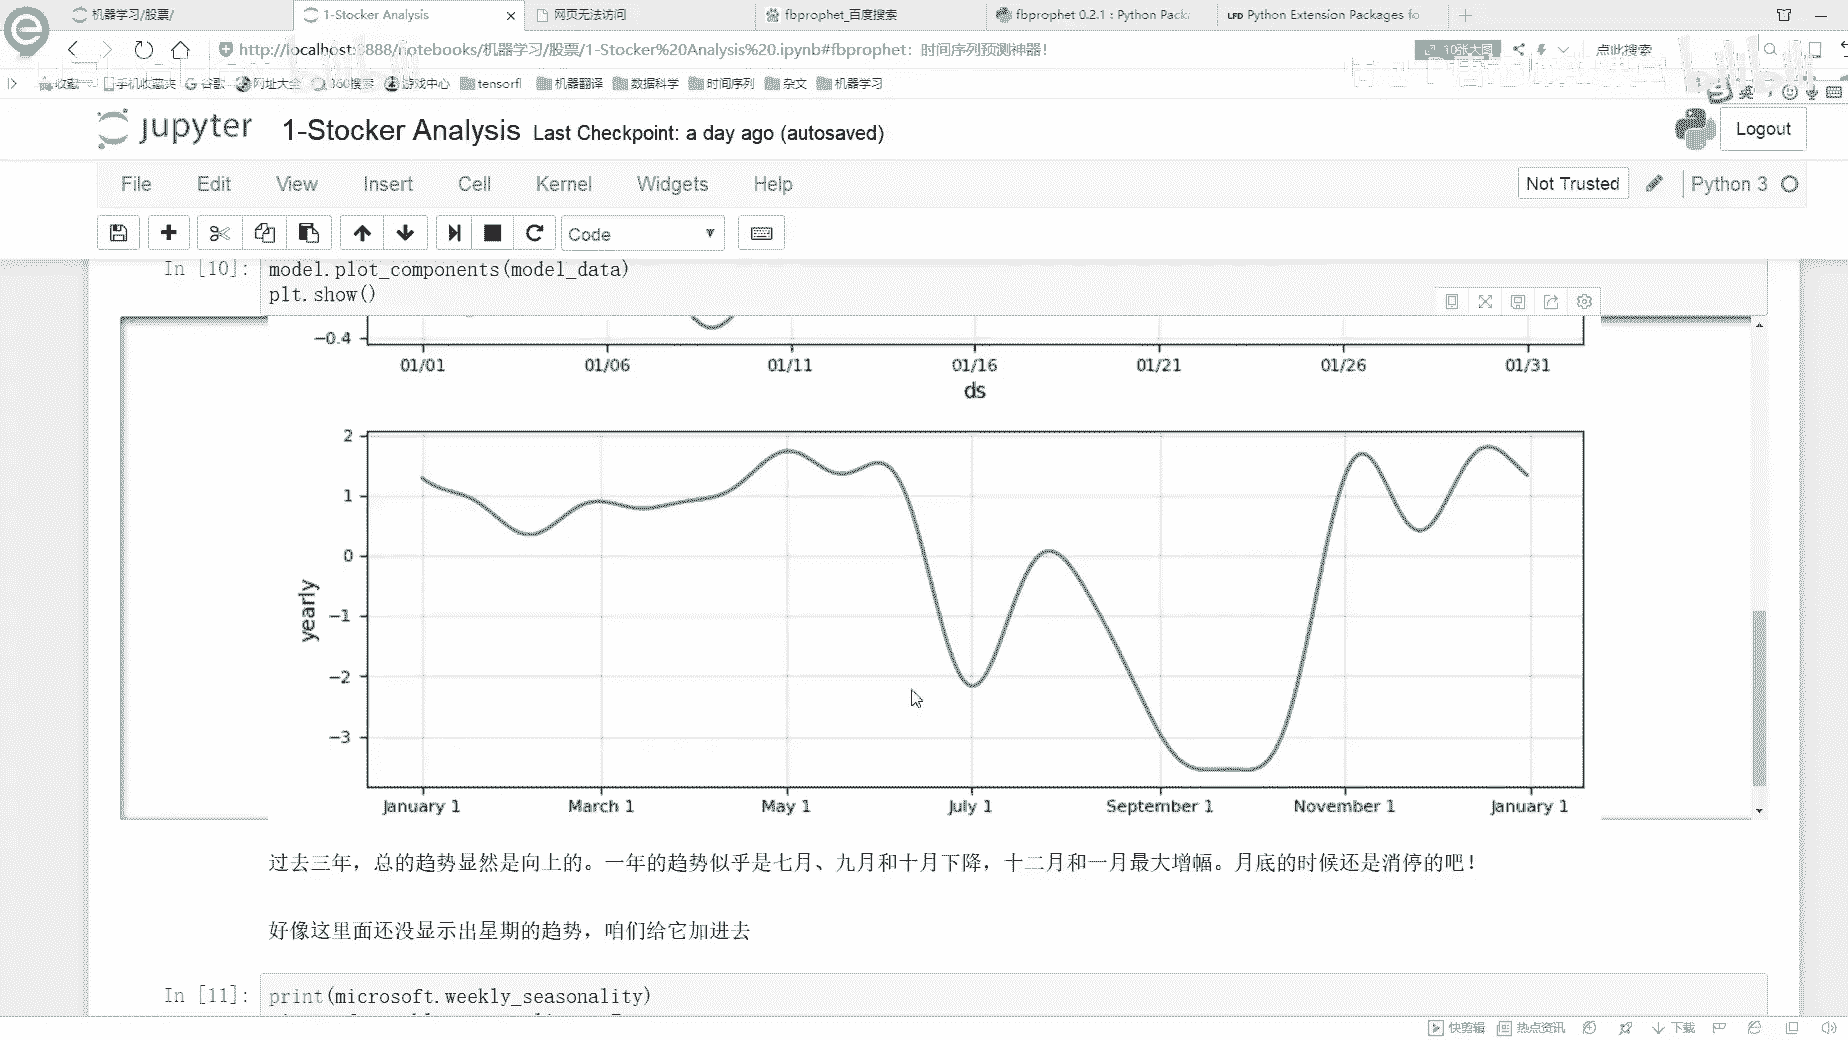 机器学习/股票/
1-Stocker Analysis
网页无法访问
fbprophet_百度搜索
fbprophet 0.2.1 : Python Pack
Python Extension Packages fo
http://localhost:8888/notebooks/机器学习/股票/1-Stocker%20Analysis%20.ipynb#fbprophet：时间序列预测神器!
10张大图
点此搜索
收藏 手机收藏夹 谷歌 网址大全 360搜索 游戏中心 tensorfl 机器翻译 数据科学 时间序列 杂文 机器学习
jupyter 1-Stocker Analysis Last Checkpoint: a day ago (autosaved)
Logout
File Edit View Insert Cell Kernel Widgets Help
Not Trusted
Python 3
Code
In [10]: model.plot_components(model_data)
plt.show()
−0.4
01/01 01/06 01/11 01/16 01/21 01/26 01/31
ds
2
1
0
−1
−2
−3
yearly
January 1 March 1 May 1 July 1 September 1 November 1 January 1
过去三年，总的趋势显然是向上的。一年的趋势似乎是七月、九月和十月下降，十二月和一月最大增幅。月底的时候还是消停的吧！
好像这里面还没显示出星期的趋势，咱们给它加进去
In [11]: print(microsoft.weekly_seasonality)
快剪辑 热点资讯 下载